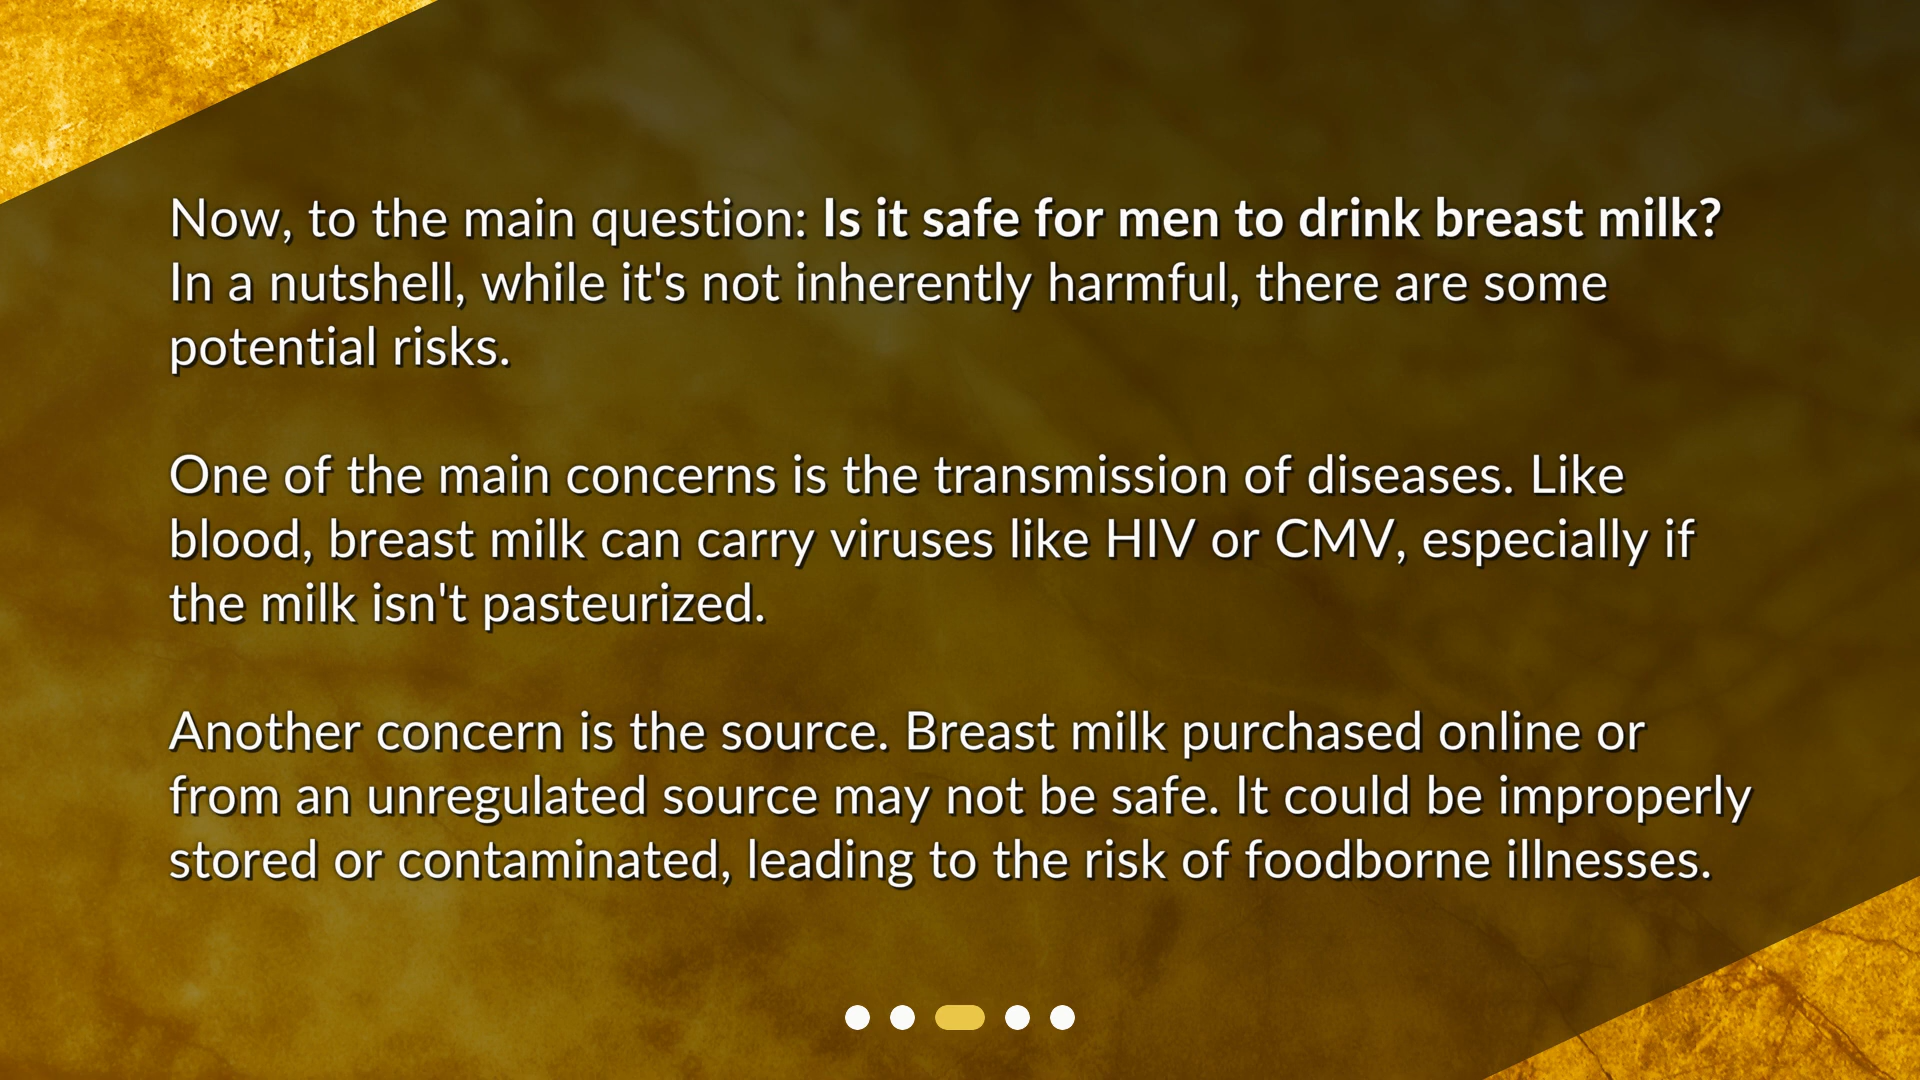 Now, to the main question: Is it safe for men to drink breast milk?
In a nutshell, while it's not inherently harmful, there are some
potential risks.
One of the main concerns is the transmission of diseases. Like
blood, breast milk can carry viruses like HIV or CMV, especially if
the milk isn't pasteurized.
Another concern is the source. Breast milk purchased online or
from an unregulated source may not be safe. It could be improperly
stored or contaminated, leading to the risk of foodborne illnesses.